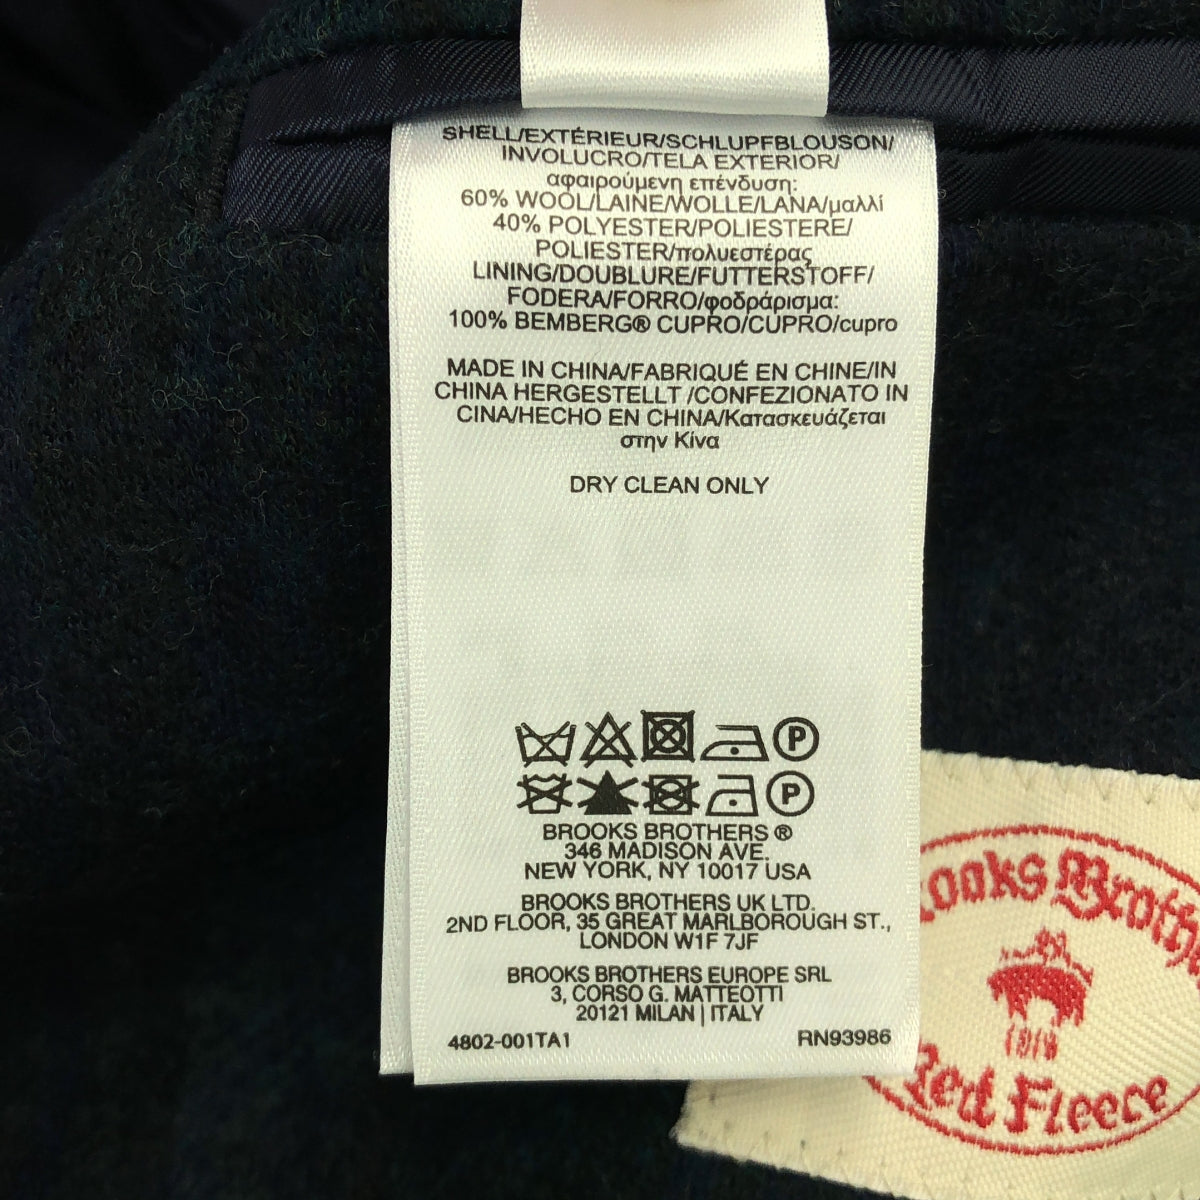 SHELL/EXTÉRIEUR/SCHLUPFBLOUSON/
INVOLUCRO/TELA EXTERIOR/
αφαιρούμενη επένδυση:
60% WOOL/LAINE/WOLLE/LANA/μαλλί
40% POLYESTER/POLIESTERE/
POLIESTER/πολυεστέρας
LINING/DOUBLURE/FUTTERSTOFF/
FODERA/FORRO/φοδράρισμα:
100% BEMBERG® CUPRO/CUPRO/cupro
MADE IN CHINA/FABRIQUÉ EN CHINE/IN
CHINA HERGESTELLT /CONFEZIONATO IN
CINA/HECHO EN CHINA/Κατασκευάζεται
στην Κίνα
DRY CLEAN ONLY
P
P
BROOKS BROTHERS ®
346 MADISON AVE.
NEW YORK, NY 10017 USA
BROOKS BROTHERS UK LTD.
2ND FLOOR, 35 GREAT MARLBOROUGH ST.,
LONDON W1F 7JF
BROOKS BROTHERS EUROPE SRL
3, CORSO G. MATTEOTTI
20121 MILAN | ITALY
4802-001TA1 RN93986
rooks Brothe
1818
Red Fleece